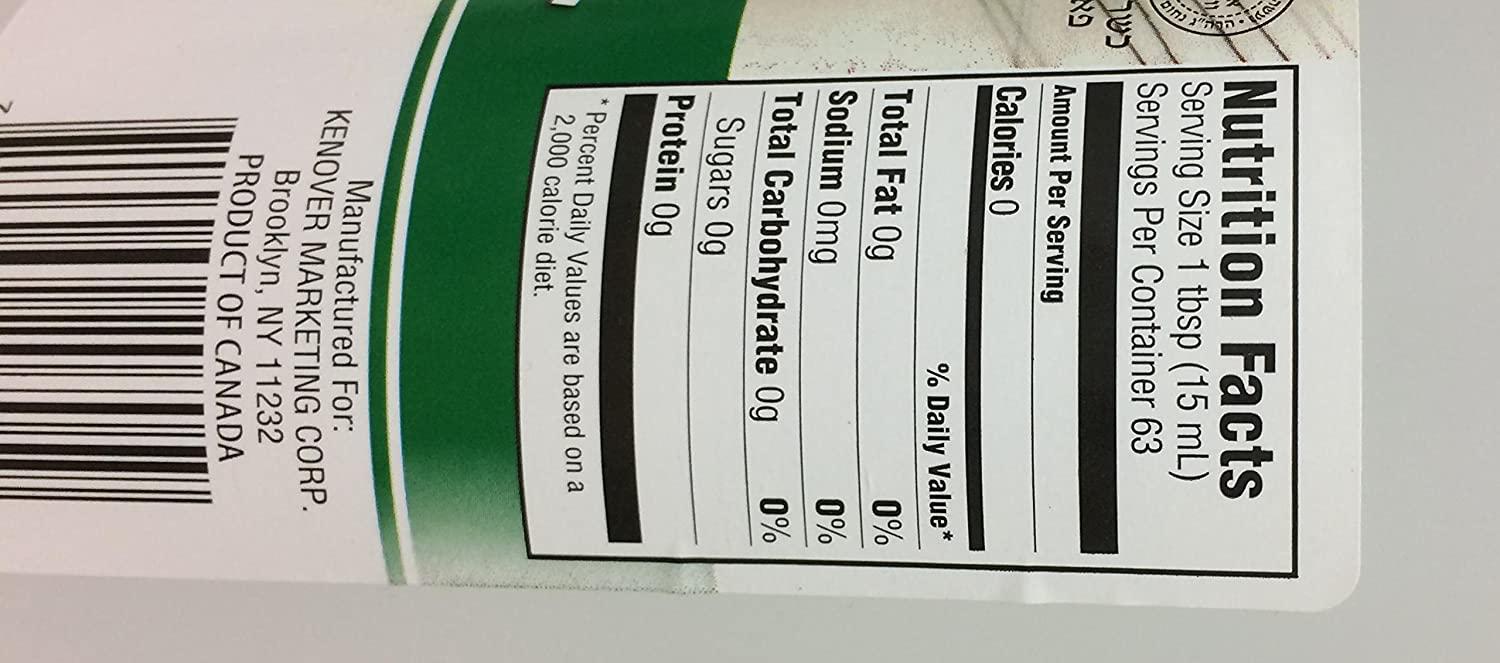 כשר
Nutrition Facts
Serving Size 1 tbsp (15 mL)
Servings Per Container 63
Amount Per Serving
Calories 0
% Daily Value*
Total Fat 0g 0%
Sodium 0mg 0%
Total Carbohydrate 0g 0%
Sugars 0g
Protein 0g
* Percent Daily Values are based on a
2,000 calorie diet.
Manufactured For:
KENOVER MARKETING CORP.
Brooklyn, NY 11232
PRODUCT OF CANADA